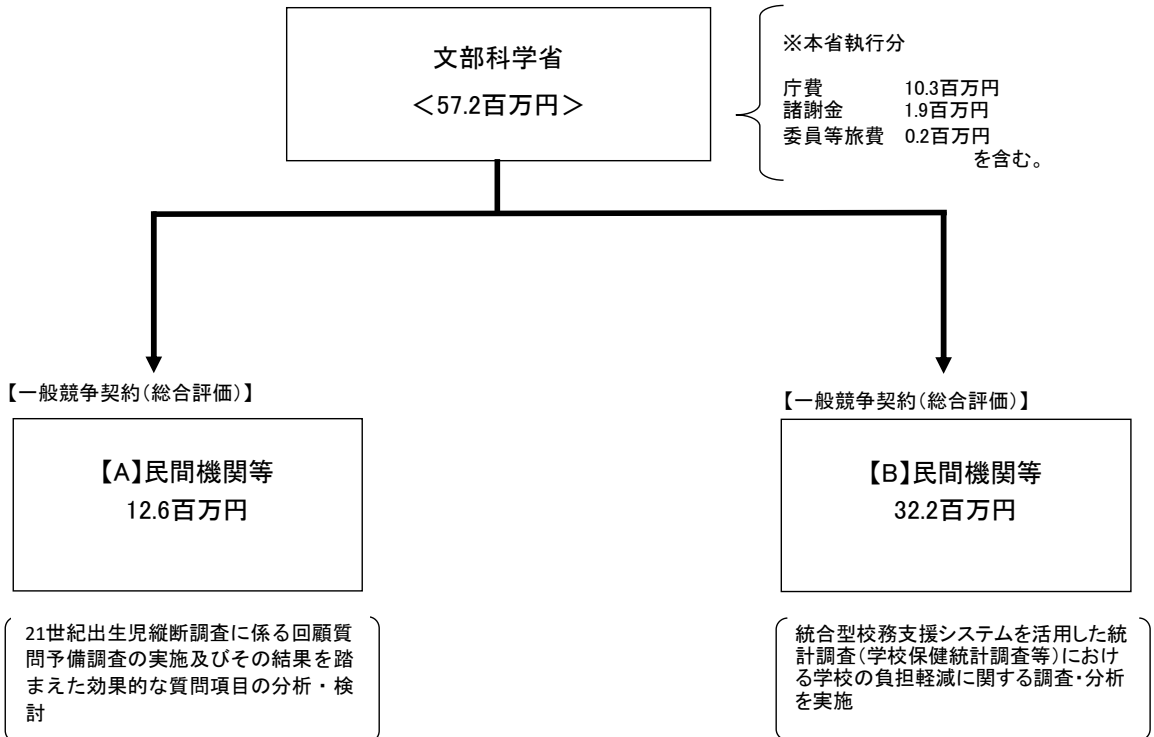 文部科学省
＜57.2百万円＞
※本省執行分
庁費 10.3百万円
諸謝金 1.9百万円
委員等旅費 0.2百万円
を含む。
【一般競争契約(総合評価)】
【A】民間機関等
12.6百万円
21世紀出生児縦断調査に係る回顧質
問予備調査の実施及びその結果を踏
まえた効果的な質問項目の分析・検
討
【一般競争契約(総合評価)】
【B】民間機関等
32.2百万円
統合型校務支援システムを活用した統
計調査(学校保健統計調査等)におけ
る学校の負担軽減に関する調査・分析
を実施